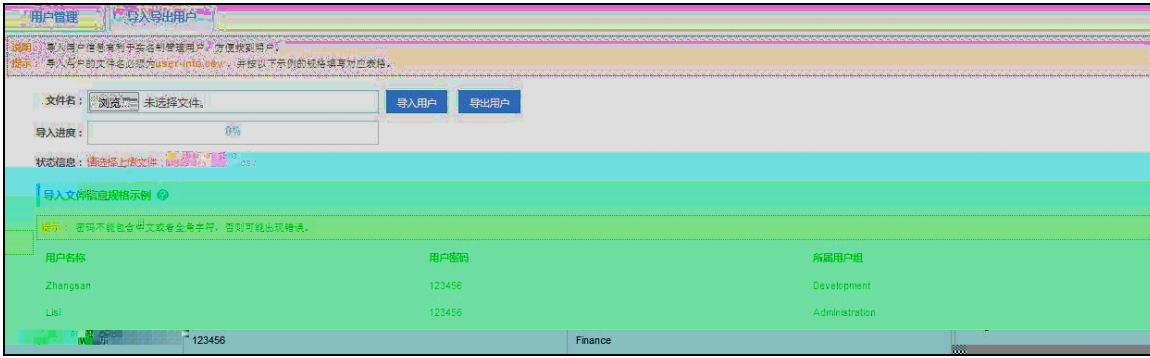 用户管理 导入导出用户
说明： 导入用户信息有利于实名制管理用户，方便找到用户。
提示： 导入用户的文件名必须为user-info.csv ，并按以下示例的规格填写对应表格。
文件名： 浏览… 未选择文件。 导入用户 导出用户
导入进度： 0%
状态信息：请选择上传文件 .csv
导入文件信息规格示例
提示： 密码不能包含中文或者全角字符，否则可能出现错误。
用户名称 用户密码 所属用户组
Zhangsan 123456 Development
Lisi 123456 Administration
123456 Finance